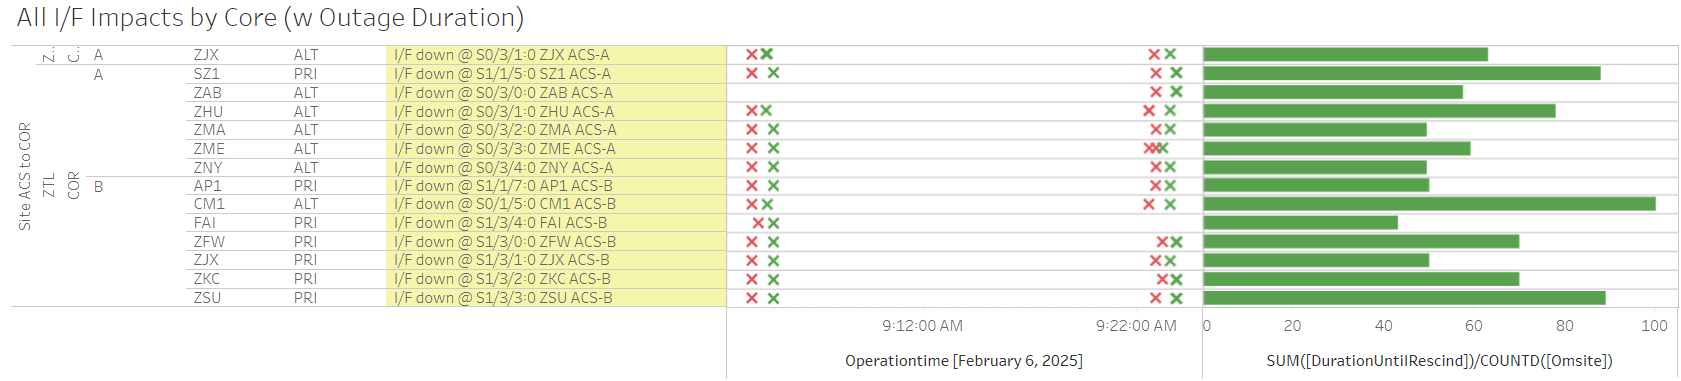 All I/F Impacts by Core (w Outage Duration)
Z... C... A ZJX ALT I/F down @ S0/3/1:0 ZJX ACS-A
A SZ1 PRI I/F down @ S1/1/5:0 SZ1 ACS-A
ZAB ALT I/F down @ S0/3/0:0 ZAB ACS-A
ZHU ALT I/F down @ S0/3/1:0 ZHU ACS-A
ZMA ALT I/F down @ S0/3/2:0 ZMA ACS-A
ZME ALT I/F down @ S0/3/3:0 ZME ACS-A
ZNY ALT I/F down @ S0/3/4:0 ZNY ACS-A
Site ACS to COR
ZTL
COR
B AP1 PRI I/F down @ S1/1/7:0 AP1 ACS-B
CM1 ALT I/F down @ S0/1/5:0 CM1 ACS-B
FAI PRI I/F down @ S1/3/4:0 FAI ACS-B
ZFW PRI I/F down @ S1/3/0:0 ZFW ACS-B
ZJX PRI I/F down @ S1/3/1:0 ZJX ACS-B
ZKC PRI I/F down @ S1/3/2:0 ZKC ACS-B
ZSU PRI I/F down @ S1/3/3:0 ZSU ACS-B
9:12:00 AM 9:22:00 AM 0 20 40 60 80 100
Operationtime [February 6, 2025] SUM([DurationUntilRescind])/COUNTD([Omsite])